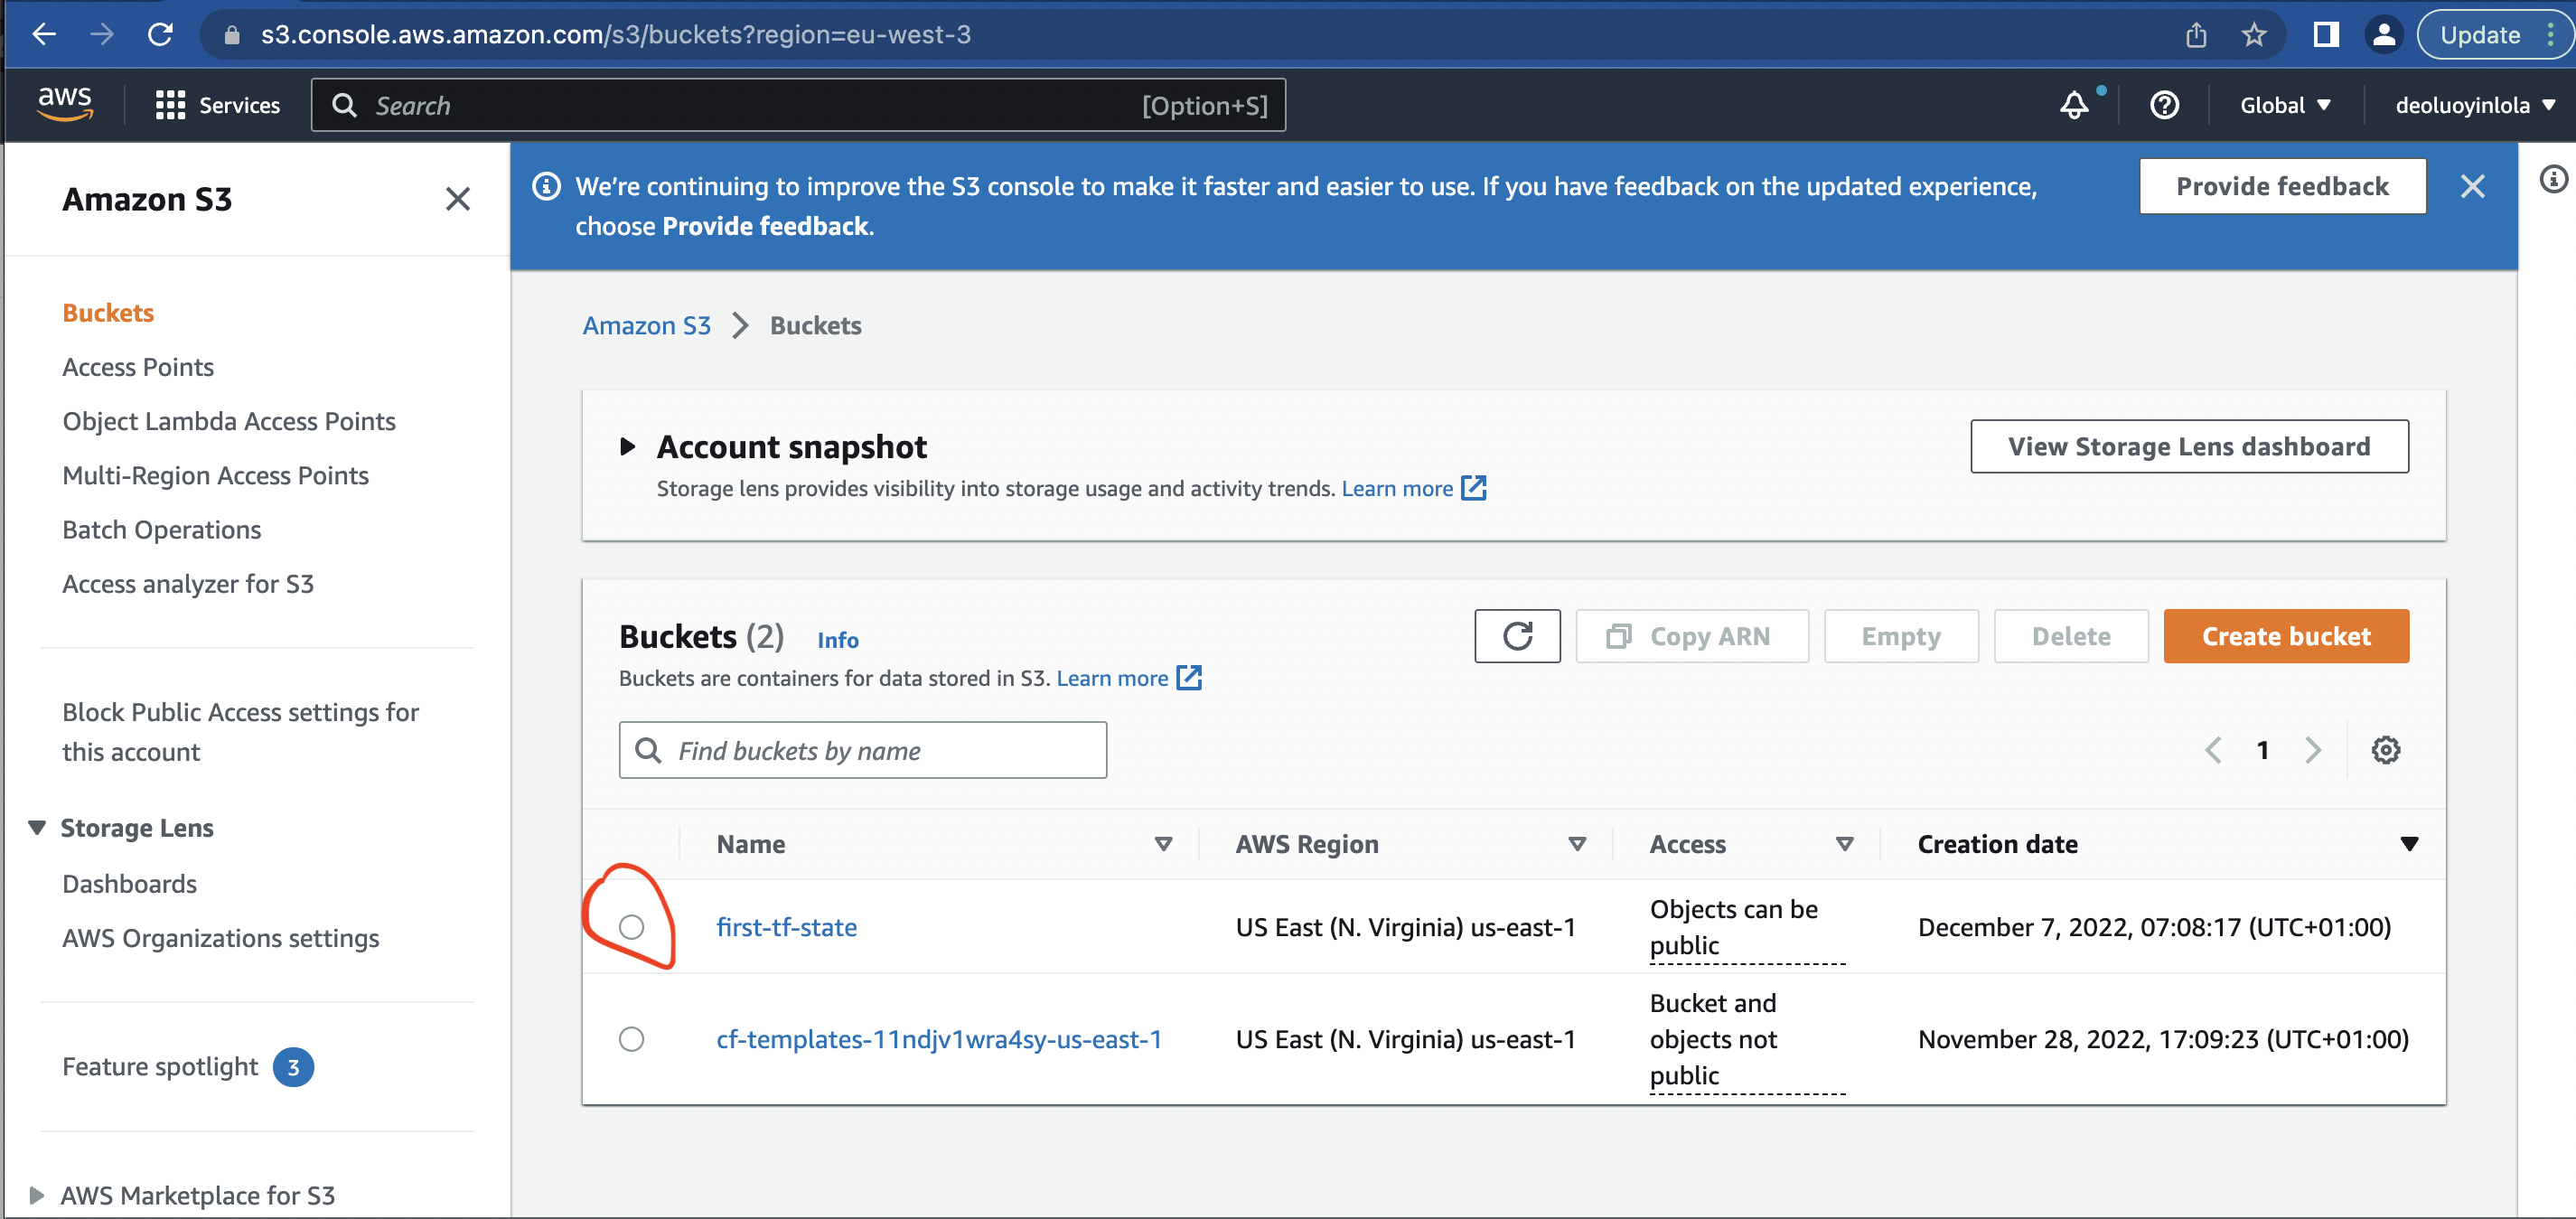 s3.console.aws.amazon.com/s3/buckets?region=eu-west-3
Update
aws
Services
Search
[Option+S]
Global
deoluoyinlola
Amazon S3
Buckets
Access Points
Object Lambda Access Points
Multi-Region Access Points
Batch Operations
Access analyzer for S3
Block Public Access settings for
this account
Storage Lens
Dashboards
AWS Organizations settings
Feature spotlight 3
AWS Marketplace for S3
We’re continuing to improve the S3 console to make it faster and easier to use. If you have feedback on the updated experience,
choose Provide feedback.
Provide feedback
Amazon S3 > Buckets
Account snapshot
Storage lens provides visibility into storage usage and activity trends. Learn more
View Storage Lens dashboard
Buckets (2) Info
Buckets are containers for data stored in S3. Learn more
Copy ARN
Empty
Delete
Create bucket
Find buckets by name
1
Name
AWS Region
Access
Creation date
first-tf-state
US East (N. Virginia) us-east-1
Objects can be
public
December 7, 2022, 07:08:17 (UTC+01:00)
cf-templates-11ndjv1wra4sy-us-east-1
US East (N. Virginia) us-east-1
Bucket and
objects not
public
November 28, 2022, 17:09:23 (UTC+01:00)